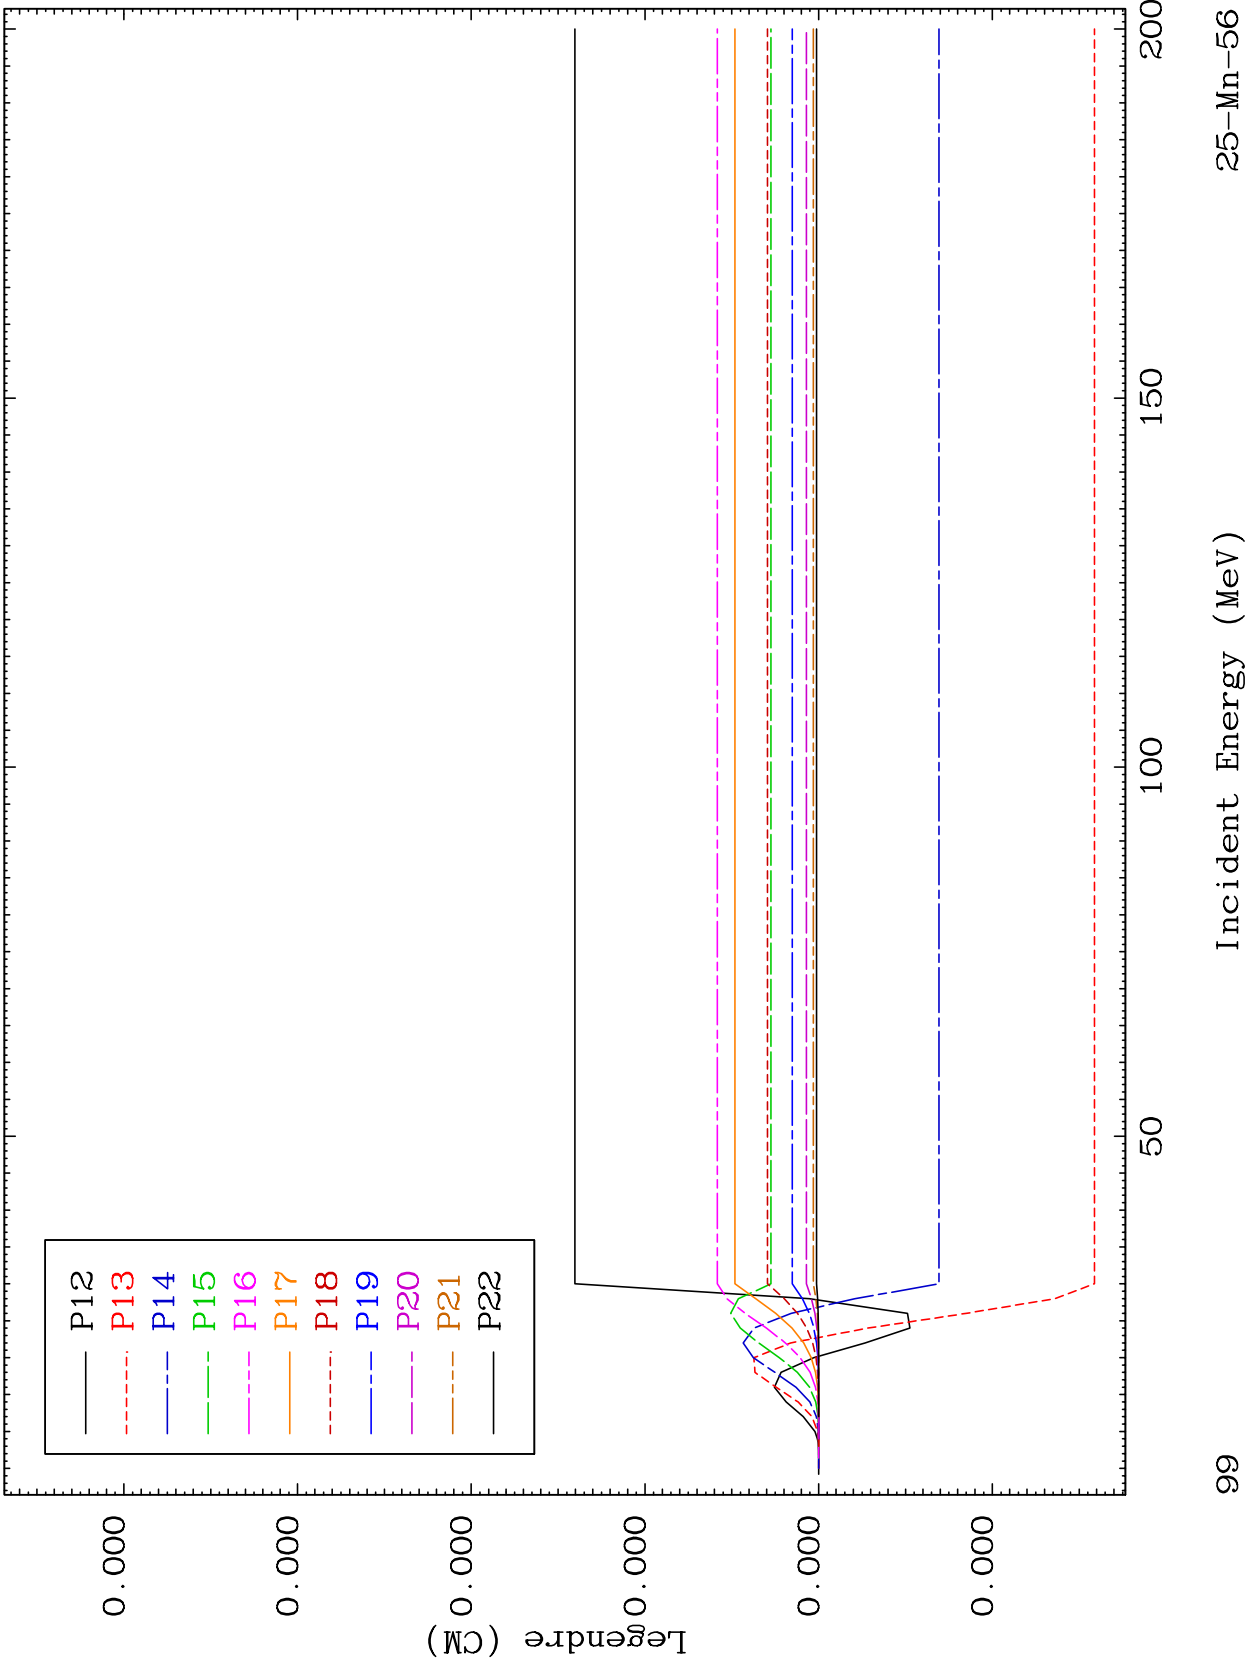 P12
P13
P14
P15
P16
P17
P18
P19
P20
P21
P22
Legendre (CM)
0.000
0.000
0.000
0.000
0.000
0.000
50
100
150
200
Incident Energy (MeV)
99
25-Mn-56